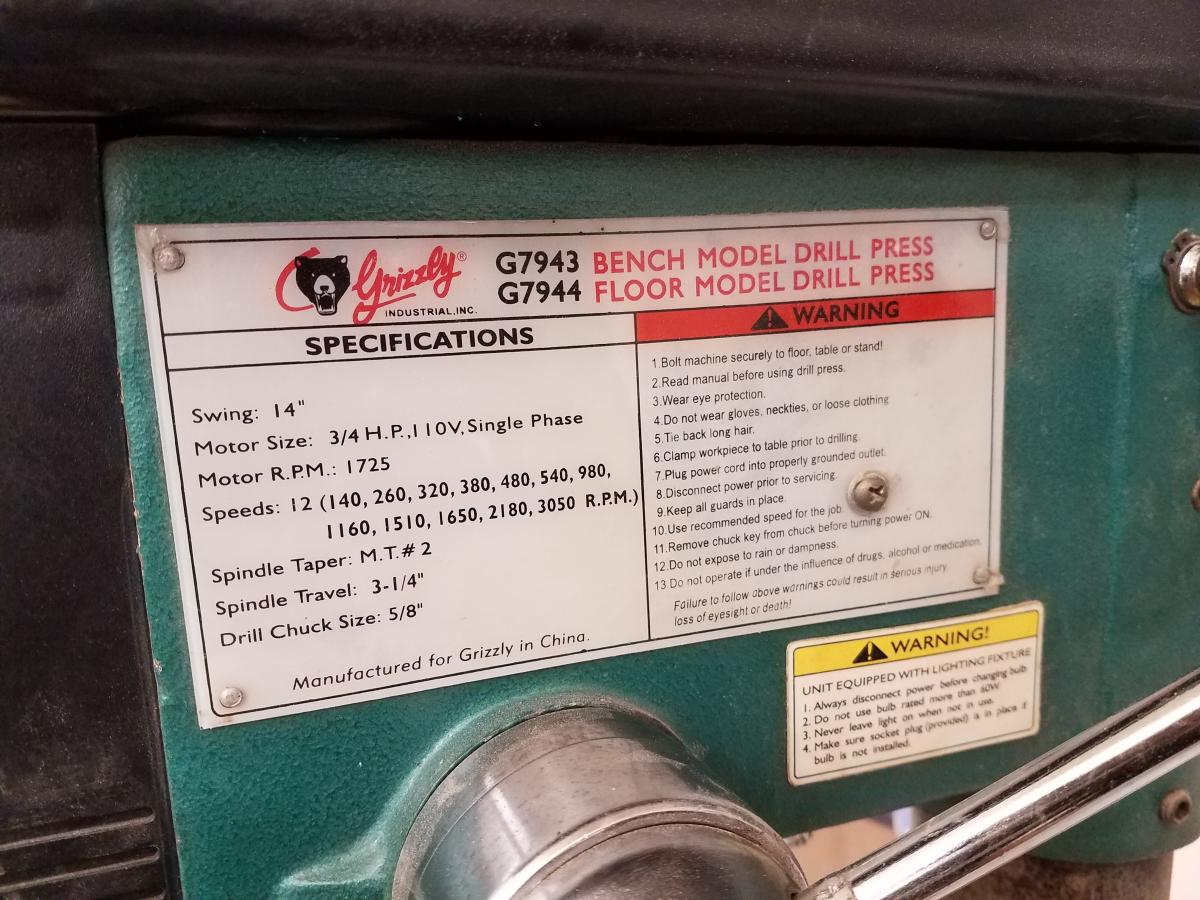 Grizzly®
INDUSTRIAL, INC.
G7943 BENCH MODEL DRILL PRESS
G7944 FLOOR MODEL DRILL PRESS
SPECIFICATIONS
Swing: 14"
Motor Size: 3/4 H.P.,110V, Single Phase
Motor R.P.M.: 1725
Speeds: 12 (140, 260, 320, 380, 480, 540, 980,
1160, 1510, 1650, 2180, 3050 R.P.M.)
Spindle Taper: M.T.# 2
Spindle Travel: 3-1/4"
Drill Chuck Size: 5/8"
Manufactured for Grizzly in China.
WARNING
1.Bolt machine securely to floor, table or stand!
2.Read manual before using drill press.
3.Wear eye protection.
4.Do not wear gloves, neckties, or loose clothing
5.Tie back long hair.
6.Clamp workpiece to table prior to drilling.
7.Plug power cord into properly grounded outlet.
8.Disconnect power prior to servicing.
9.Keep all guards in place.
10.Use recommended speed for the job.
11.Remove chuck key from chuck before turning power ON.
12.Do not expose to rain or dampness.
13.Do not operate if under the influence of drugs, alcohol or medication.
Failure to follow above warnings could result in serious injury,
loss of eyesight or death!
WARNING!
UNIT EQUIPPED WITH LIGHTING FIXTURE
1. Always disconnect power before changing bulb
2. Do not use bulb rated more than 60W.
3. Never leave light on when not in use.
4. Make sure socket plug (provided) is in place if
bulb is not installed.